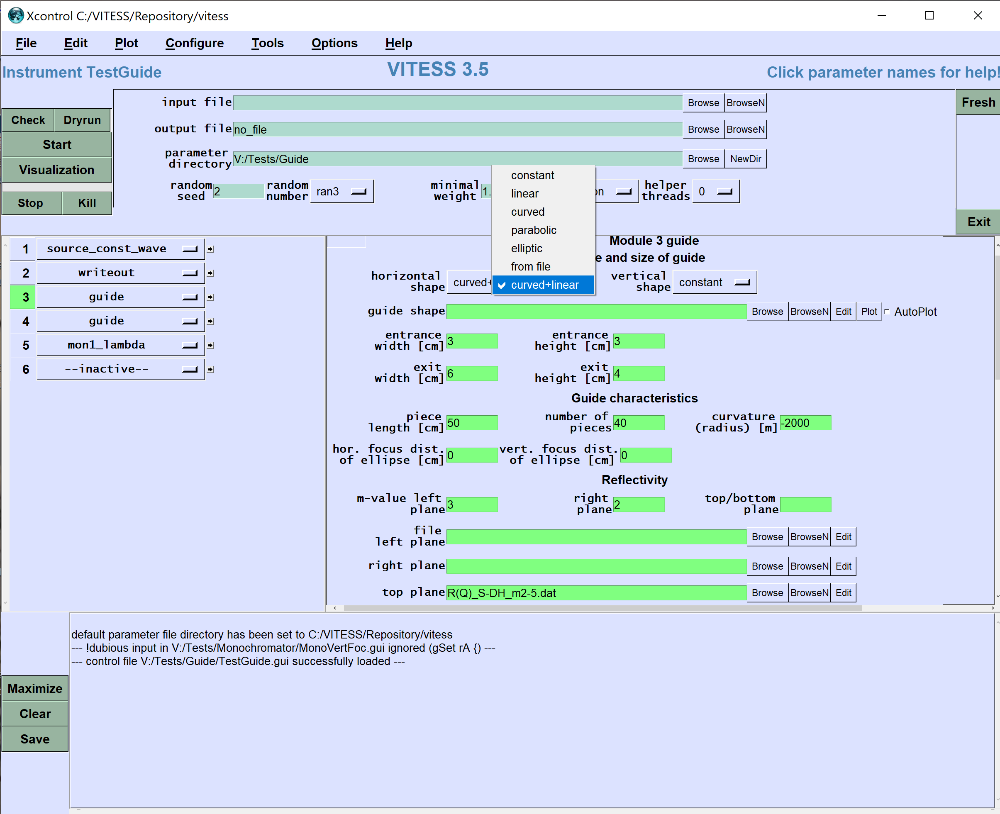 Xcontrol C:/VITESS/Repository/vitess
File Edit Plot Configure Tools Options Help
Instrument TestGuide VITESS 3.5 Click parameter names for help!
input file Browse BrowseN Fresh
Check Dryrun output file no_file Browse BrowseN
Start
Visualization parameter directory V:/Tests/Guide Browse NewDir
random seed 2 random number ran3 minimal weight 1. on helper threads 0
Stop Kill
Exit
constant
linear
curved
parabolic
elliptic
from file
curved+linear
1 source_const_wave
2 writeout
3 guide
4 guide
5 mon1_lambda
6 --inactive--
Module 3 guide
e and size of guide
horizontal shape curved+ vertical shape constant
guide shape Browse BrowseN Edit Plot AutoPlot
entrance width [cm] 3 entrance height [cm] 3
exit width [cm] 6 exit height [cm] 4
Guide characteristics
piece length [cm] 50 number of pieces 40 curvature (radius) [m] -2000
hor. focus dist. of ellipse [cm] 0 vert. focus dist. of ellipse [cm] 0
Reflectivity
m-value left plane 3 right plane 2 top/bottom plane
file left plane Browse BrowseN Edit
right plane Browse BrowseN Edit
top plane R(Q)_S-DH_m2-5.dat Browse BrowseN Edit
default parameter file directory has been set to C:/VITESS/Repository/vitess
--- !dubious input in V:/Tests/Monochromator/MonoVertFoc.gui ignored (gSet rA {) ---
--- control file V:/Tests/Guide/TestGuide.gui successfully loaded ---
Maximize
Clear
Save